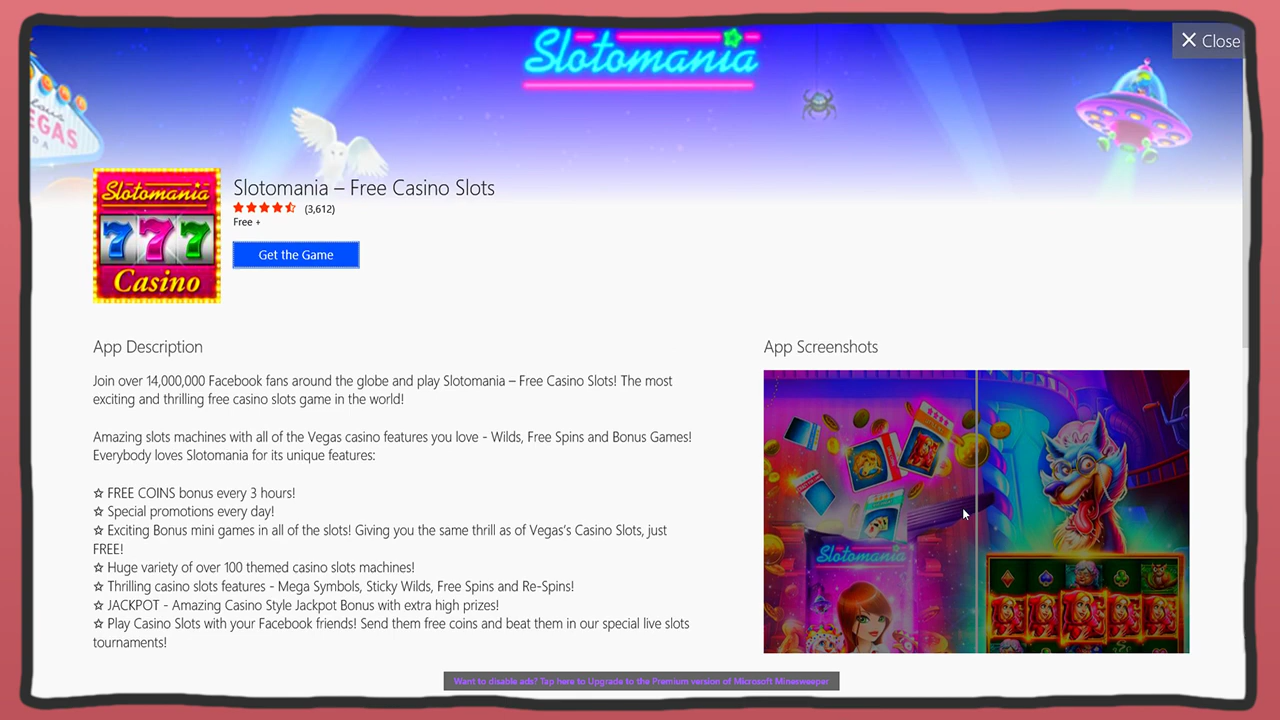 Slotomania
Close
VEGAS
Slotomania
777
Casino
Slotomania – Free Casino Slots
(3,612)
Free +
Get the Game
App Description
App Screenshots
Join over 14,000,000 Facebook fans around the globe and play Slotomania – Free Casino Slots! The most
exciting and thrilling free casino slots game in the world!
Amazing slots machines with all of the Vegas casino features you love - Wilds, Free Spins and Bonus Games!
Everybody loves Slotomania for its unique features:
☆ FREE COINS bonus every 3 hours!
☆ Special promotions every day!
☆ Exciting Bonus mini games in all of the slots! Giving you the same thrill as of Vegas's Casino Slots, just
FREE!
☆ Huge variety of over 100 themed casino slots machines!
☆ Thrilling casino slots features - Mega Symbols, Sticky Wilds, Free Spins and Re-Spins!
☆ JACKPOT - Amazing Casino Style Jackpot Bonus with extra high prizes!
☆ Play Casino Slots with your Facebook friends! Send them free coins and beat them in our special live slots
tournaments!
Slotomania
Want to disable ads? Tap here to Upgrade to the Premium version of Microsoft Minesweeper